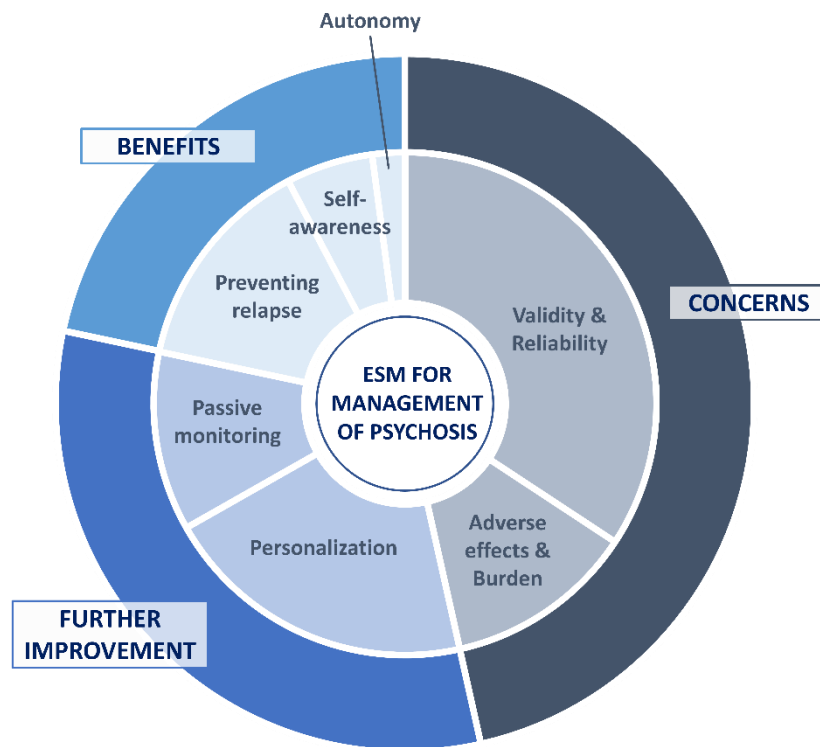 Autonomy
BENEFITS
Self-
awareness
Preventing
relapse
Validity &
Reliability
CONCERNS
ESM FOR
MANAGEMENT
OF PSYCHOSIS
Passive
monitoring
Personalization
Adverse
effects &
Burden
FURTHER
IMPROVEMENT